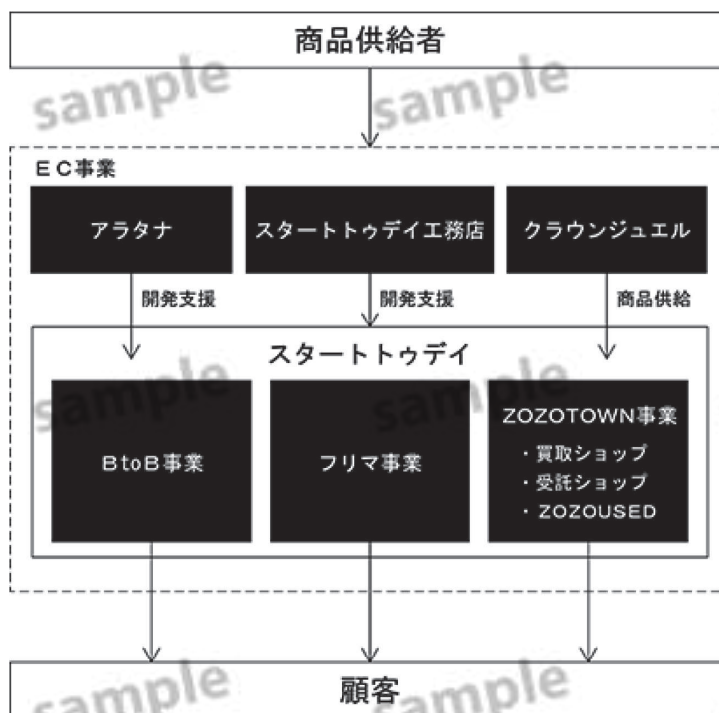 商品供給者
sample sample
ＥＣ事業
アラタナ
スタートトゥデイ工務店
クラウンジュエル
開発支援
開発支援
商品供給
スタートトゥデイ
sample sample
BtoB事業
フリマ事業
ZOZOTOWN事業
・買取ショップ
・受託ショップ
・ZOZOUSED
顧客
sample sample